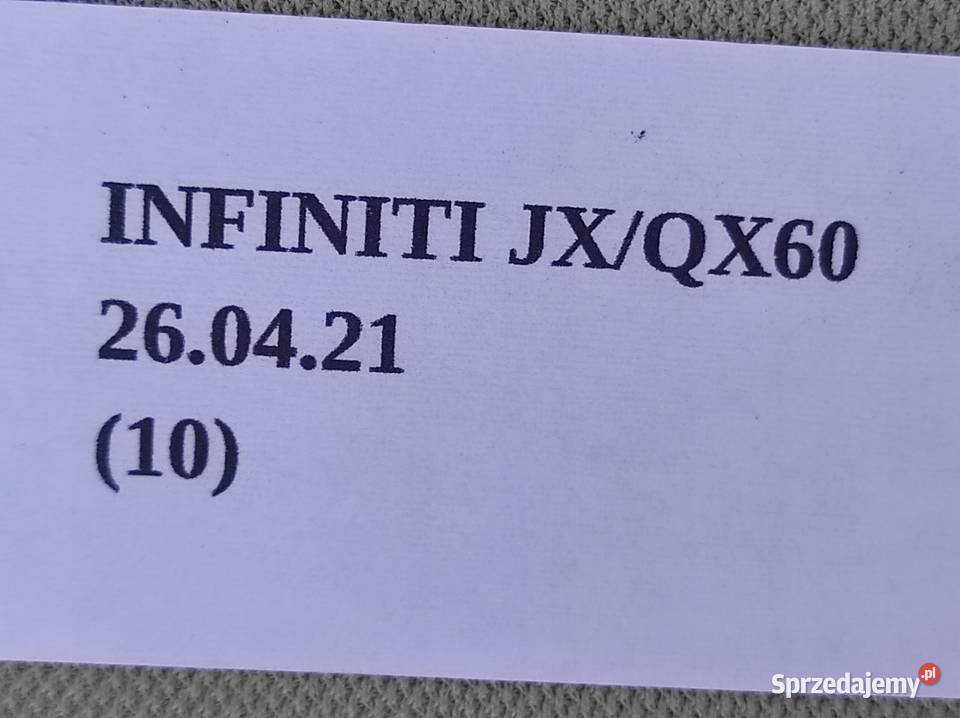 INFINITI JX/QX60
26.04.21
(10)
Sprzedajemy.pl